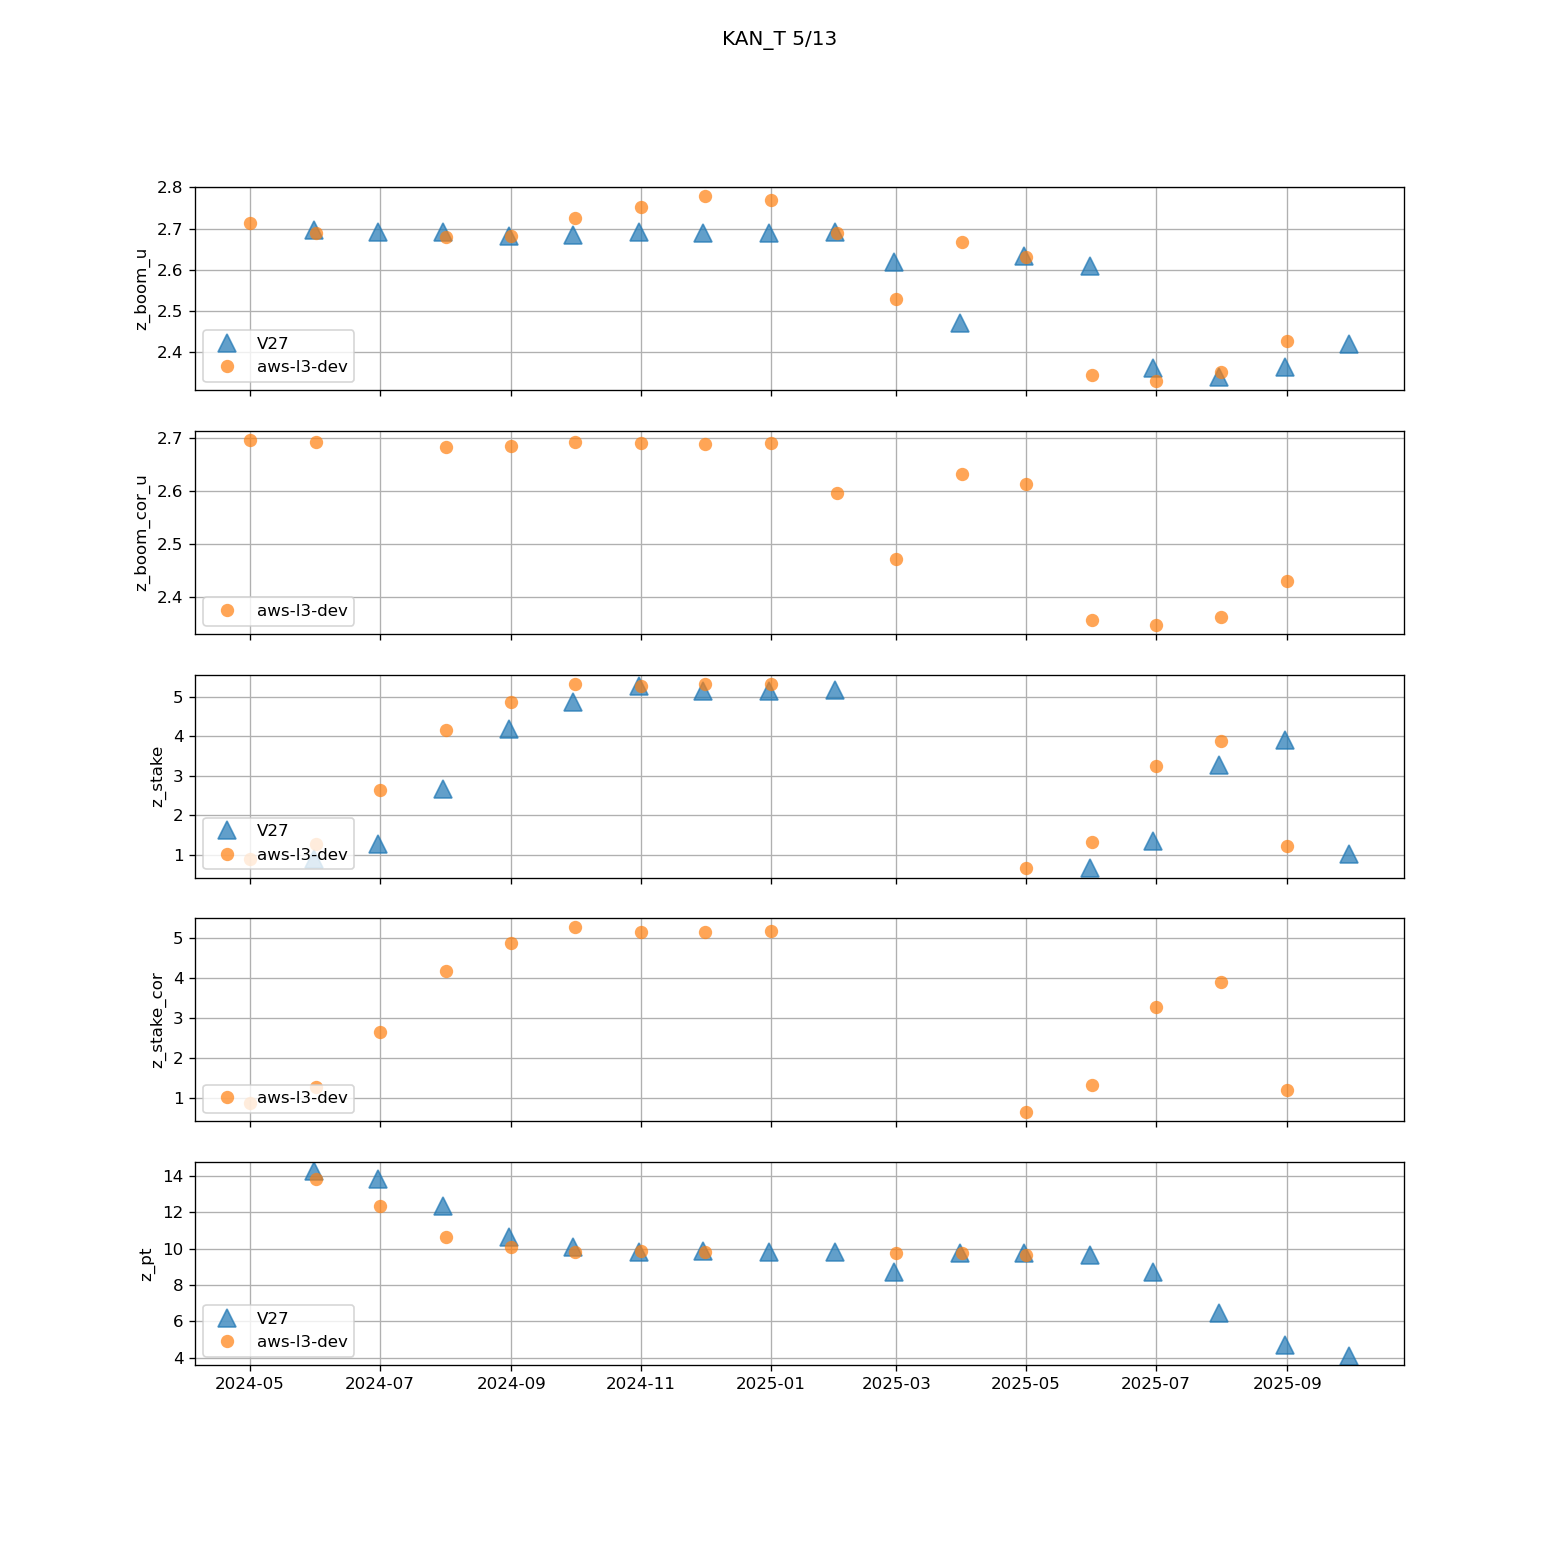 KAN_T 5/13
2.8
2.7
2.6
2.5
2.4
z_boom_u
V27
aws-l3-dev
2.7
2.6
2.5
2.4
z_boom_cor_u
aws-l3-dev
5
4
3
2
1
z_stake
V27
aws-l3-dev
5
4
3
2
1
z_stake_cor
aws-l3-dev
14
12
10
8
6
4
z_pt
V27
aws-l3-dev
2024-05 2024-07 2024-09 2024-11 2025-01 2025-03 2025-05 2025-07 2025-09